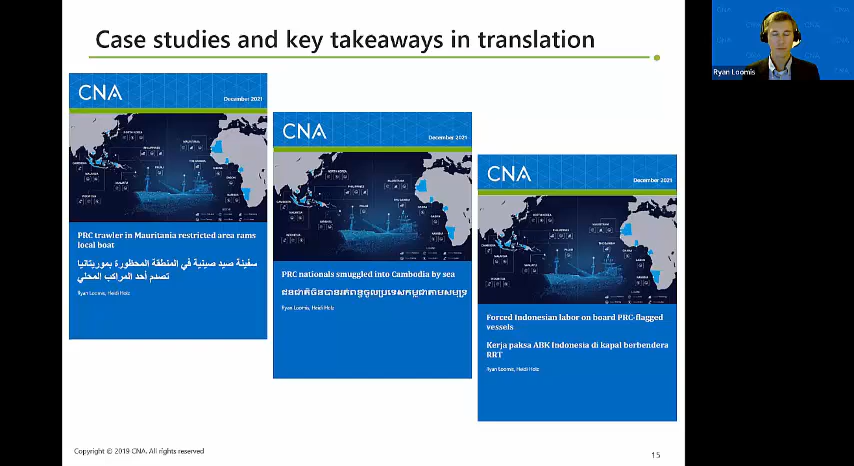 Case studies and key takeaways in translation
CNA
December 2021
PRC trawler in Mauritania restricted area rams
local boat
سفينة صيد صينية في المنطقة المحظورة بموريتانيا
تصدم أحد المراكب المحلي
Ryan Loomis, Heidi Holz
CNA
December 2021
PRC nationals smuggled into Cambodia by sea
Ryan Loomis, Heidi Holz
CNA
December 2021
Forced Indonesian labor on board PRC-flagged
vessels
Kerja paksa ABK Indonesia di kapal berbendera
RRT
Ryan Loomis, Heidi Holz
Copyright © 2019 CNA. All rights reserved
15
Ryan Loomis